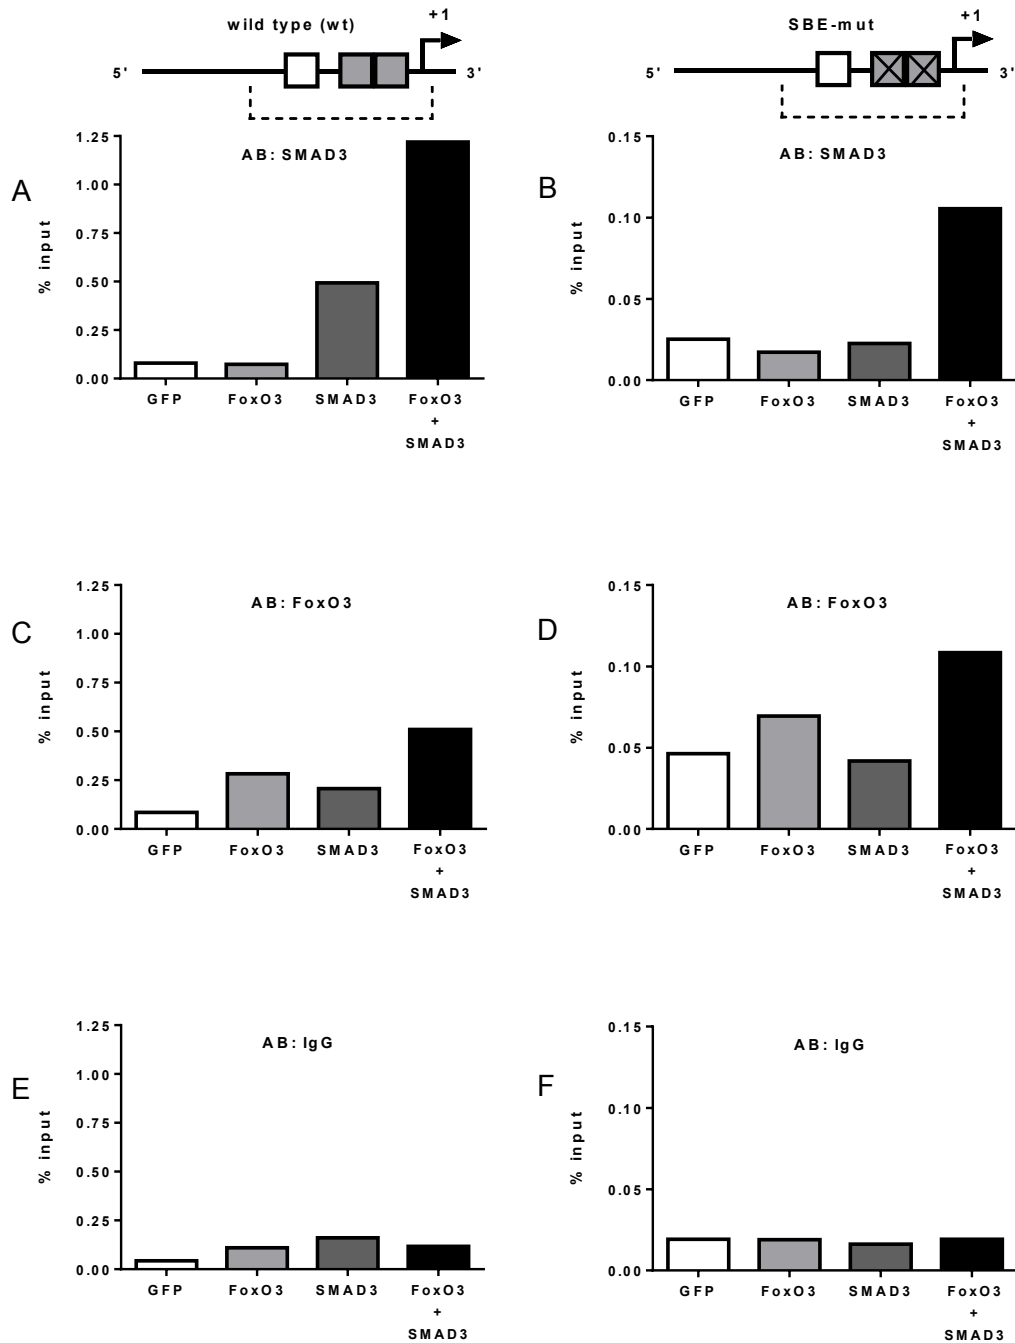 wild type (wt)
+1
5'
3'
SBE-mut
+1
5'
3'
A
AB: SMAD3
% input
1.25
1.00
0.75
0.50
0.25
0.00
GFP
FoxO3
SMAD3
FoxO3
+
SMAD3
B
AB: SMAD3
% input
0.15
0.10
0.05
0.00
GFP
FoxO3
SMAD3
FoxO3
+
SMAD3
C
AB: FoxO3
% input
1.25
1.00
0.75
0.50
0.25
0.00
GFP
FoxO3
SMAD3
FoxO3
+
SMAD3
D
AB: FoxO3
% input
0.15
0.10
0.05
0.00
GFP
FoxO3
SMAD3
FoxO3
+
SMAD3
E
AB: IgG
% input
1.25
1.00
0.75
0.50
0.25
0.00
GFP
FoxO3
SMAD3
FoxO3
+
SMAD3
F
AB: IgG
% input
0.15
0.10
0.05
0.00
GFP
FoxO3
SMAD3
FoxO3
+
SMAD3